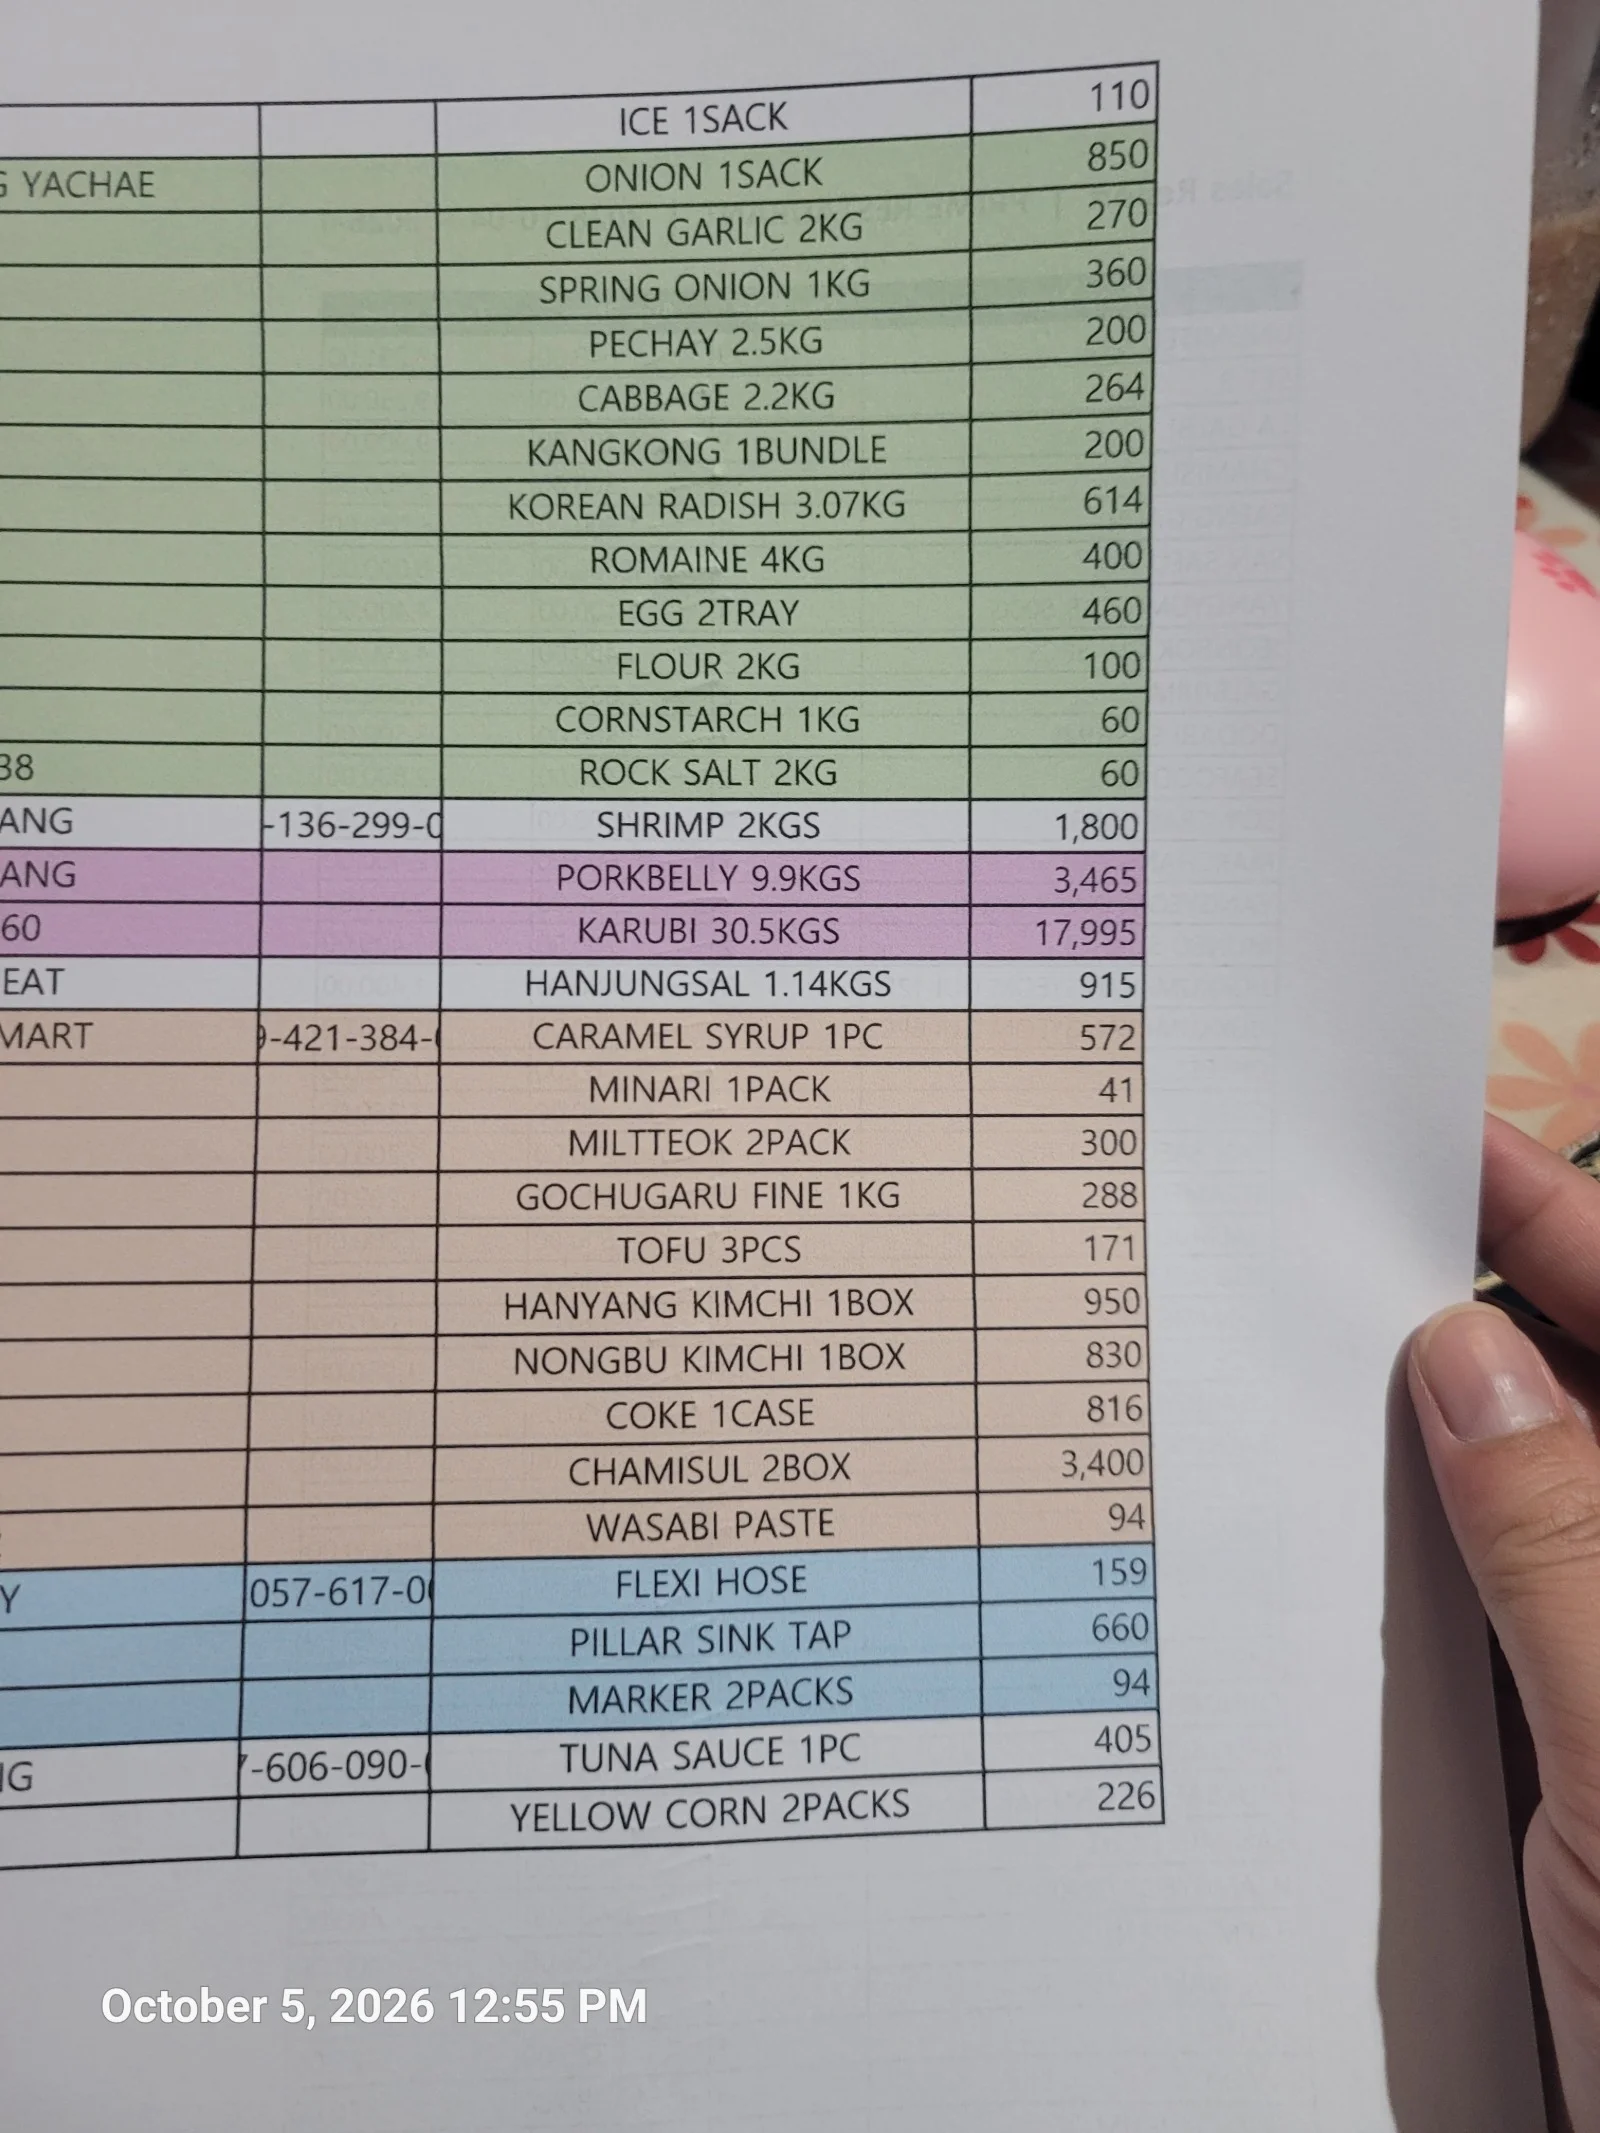 ICE 1SACK 110
YACHAE ONION 1SACK 850
CLEAN GARLIC 2KG 270
SPRING ONION 1KG 360
PECHAY 2.5KG 200
CABBAGE 2.2KG 264
KANGKONG 1BUNDLE 200
KOREAN RADISH 3.07KG 614
ROMAINE 4KG 400
EGG 2TRAY 460
FLOUR 2KG 100
CORNSTARCH 1KG 60
38 ROCK SALT 2KG 60
ANG -136-299-0 SHRIMP 2KGS 1,800
ANG PORKBELLY 9.9KGS 3,465
60 KARUBI 30.5KGS 17,995
EAT HANJUNGSAL 1.14KGS 915
MART 9-421-384- CARAMEL SYRUP 1PC 572
MINARI 1PACK 41
MILTTEOK 2PACK 300
GOCHUGARU FINE 1KG 288
TOFU 3PCS 171
HANYANG KIMCHI 1BOX 950
NONGBU KIMCHI 1BOX 830
COKE 1CASE 816
CHAMISUL 2BOX 3,400
WASABI PASTE 94
Y 057-617-0 FLEXI HOSE 159
PILLAR SINK TAP 660
MARKER 2PACKS 94
IG -606-090- TUNA SAUCE 1PC 405
YELLOW CORN 2PACKS 226
October 5, 2026 12:55 PM